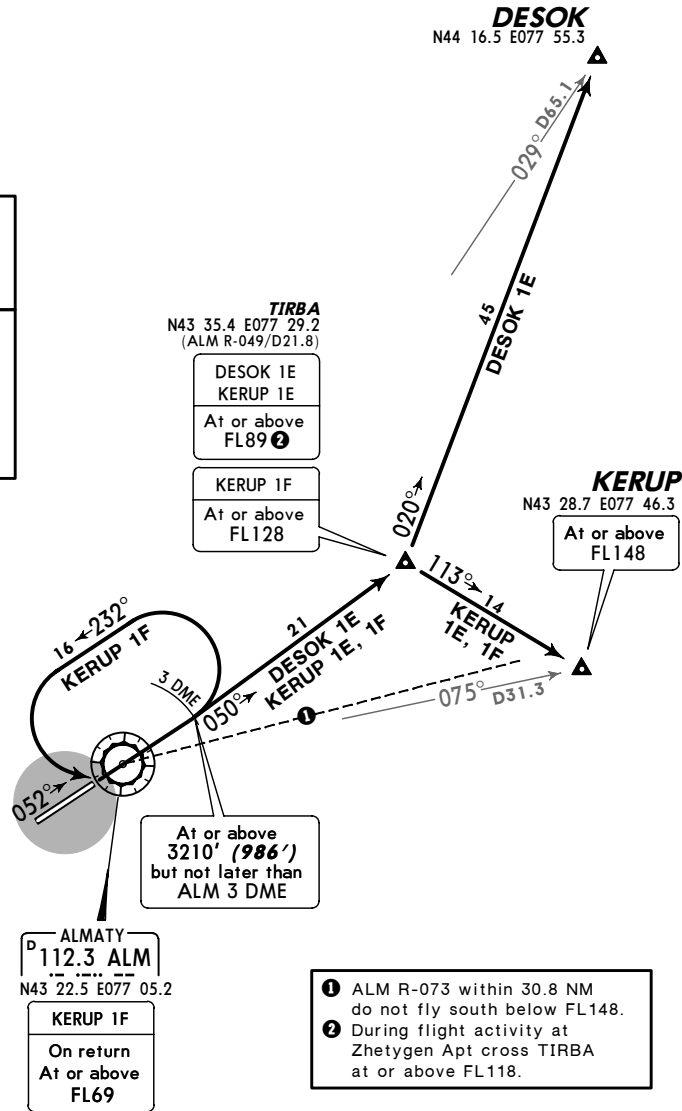 DESOK
N44 16.5 E077 55.3
029° D65.1
45
DESOK 1E
TIRBA
N43 35.4 E077 29.2
(ALM R-049/D21.8)
DESOK 1E
KERUP 1E
At or above
FL89 ❷
KERUP 1F
At or above
FL128
020°
KERUP
N43 28.7 E077 46.3
At or above
FL148
113° 14
KERUP
1E, 1F
16 232°
KERUP 1F
21
DESOK 1E
KERUP 1E, 1F
050°
3 DME
❶
075° D31.3
052°
At or above
3210' (986')
but not later than
ALM 3 DME
ALMATY
D 112.3 ALM
N43 22.5 E077 05.2
KERUP 1F
On return
At or above
FL69
❶ ALM R-073 within 30.8 NM
do not fly south below FL148.
❷ During flight activity at
Zhetygen Apt cross TIRBA
at or above FL118.